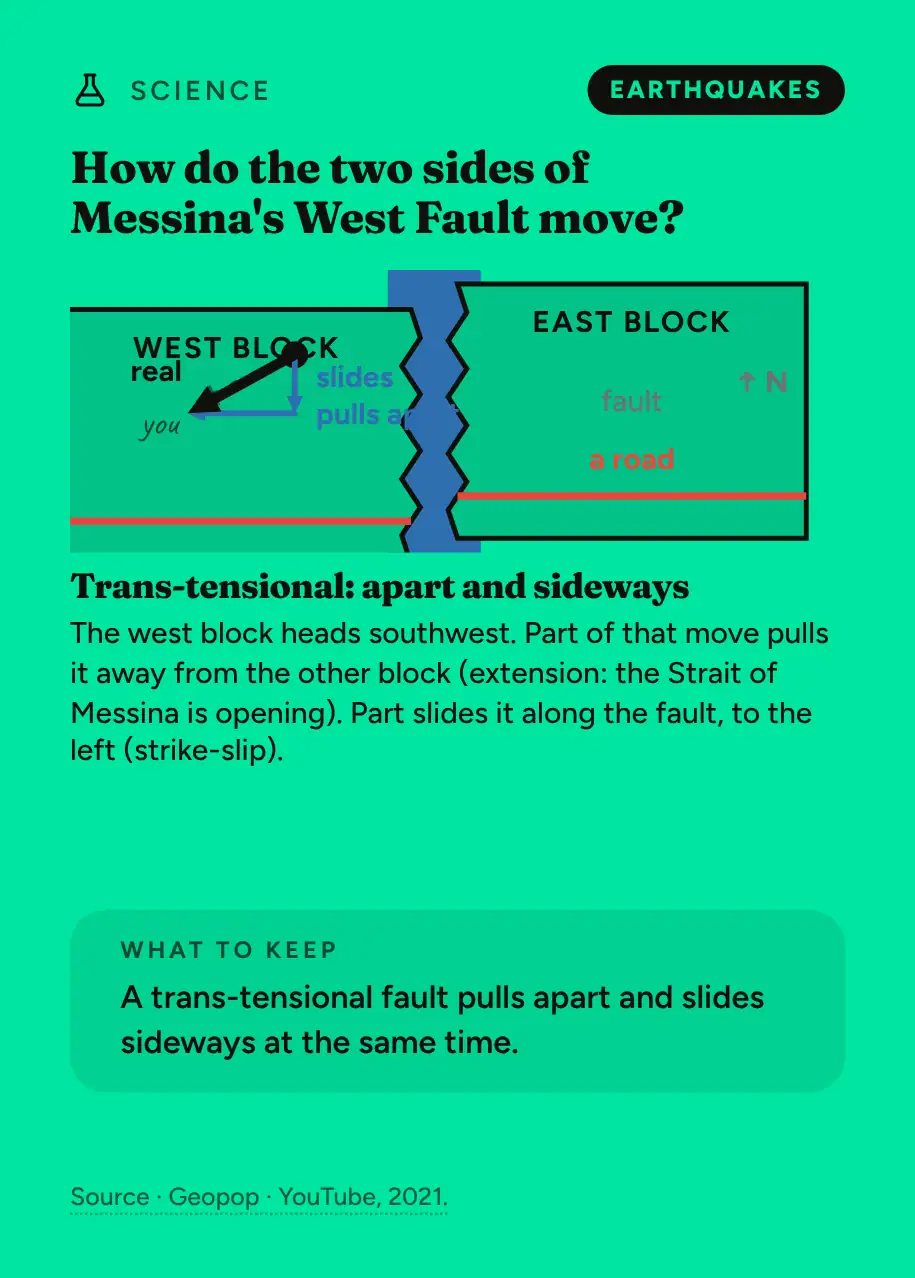 SCIENCE
EARTHQUAKES
How do the two sides of
Messina's West Fault move?
WEST BLOCK
EAST BLOCK
real
slides
↑ N
you
pulls apart
fault
a road
Trans-tensional: apart and sideways
The west block heads southwest. Part of that move pulls
it away from the other block (extension: the Strait of
Messina is opening). Part slides it along the fault, to the
left (strike-slip).
WHAT TO KEEP
A trans-tensional fault pulls apart and slides
sideways at the same time.
Source · Geopop · YouTube, 2021.